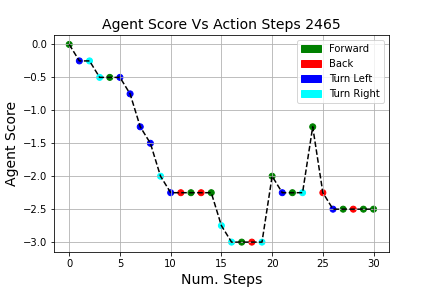 Agent Score Vs Action Steps 2465
Agent Score
0.0
−0.5
−1.0
−1.5
−2.0
−2.5
−3.0
Forward
Back
Turn Left
Turn Right
0 5 10 15 20 25 30
Num. Steps